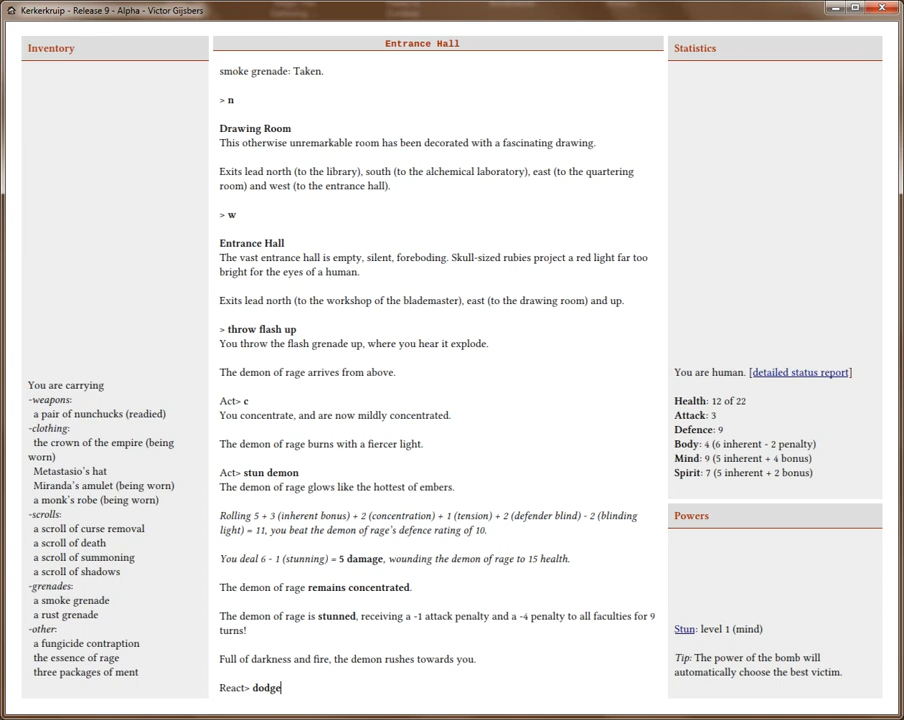 Kerkerkruip - Release 9 - Alpha - Victor Gijsbers
Inventory
You are carrying
-weapons:
a pair of nunchucks (readied)
-clothing:
the crown of the empire (being
worn)
Metastasio's hat
Miranda's amulet (being worn)
a monk's robe (being worn)
-scrolls:
a scroll of curse removal
a scroll of death
a scroll of summoning
a scroll of shadows
-grenades:
a smoke grenade
a rust grenade
-other:
a fungicide contraption
the essence of rage
three packages of ment
Entrance Hall
smoke grenade: Taken.
> n
Drawing Room
This otherwise unremarkable room has been decorated with a fascinating drawing.
Exits lead north (to the library), south (to the alchemical laboratory), east (to the quartering
room) and west (to the entrance hall).
> w
Entrance Hall
The vast entrance hall is empty, silent, foreboding. Skull-sized rubies project a red light far too
bright for the eyes of a human.
Exits lead north (to the workshop of the blademaster), east (to the drawing room) and up.
> throw flash up
You throw the flash grenade up, where you hear it explode.
The demon of rage arrives from above.
Act> c
You concentrate, and are now mildly concentrated.
The demon of rage burns with a fiercer light.
Act> stun demon
The demon of rage glows like the hottest of embers.
Rolling 5 + 3 (inherent bonus) + 2 (concentration) + 1 (tension) + 2 (defender blind) - 2 (blinding
light) = 11, you beat the demon of rage's defence rating of 10.
You deal 6 - 1 (stunning) = 5 damage, wounding the demon of rage to 15 health.
The demon of rage remains concentrated.
The demon of rage is stunned, receiving a -1 attack penalty and a -4 penalty to all faculties for 9
turns!
Full of darkness and fire, the demon rushes towards you.
React> dodge
Statistics
You are human. [detailed status report]
Health: 12 of 22
Attack: 3
Defence: 9
Body: 4 (6 inherent - 2 penalty)
Mind: 9 (5 inherent + 4 bonus)
Spirit: 7 (5 inherent + 2 bonus)
Powers
Stun: level 1 (mind)
Tip: The power of the bomb will
automatically choose the best victim.